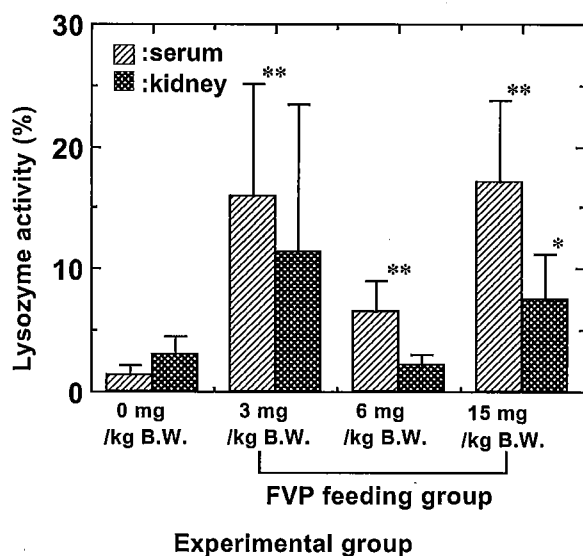 30
20
10
0
Lysozyme activity (%)
:serum
:kidney
**
**
**
*
0 mg 3 mg 6 mg 15 mg
/kg B.W. /kg B.W. /kg B.W. /kg B.W.
FVP feeding group
Experimental group